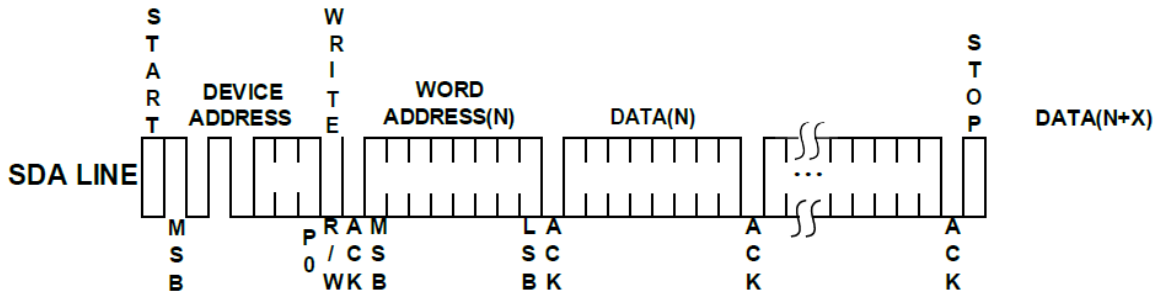 START
WRITE
STOP
DEVICE
ADDRESS
WORD
ADDRESS(N)
DATA(N)
DATA(N+X)
SDA LINE
...
MSB
P0
R/W
ACK
MSB
LSB
ACK
ACK
ACK